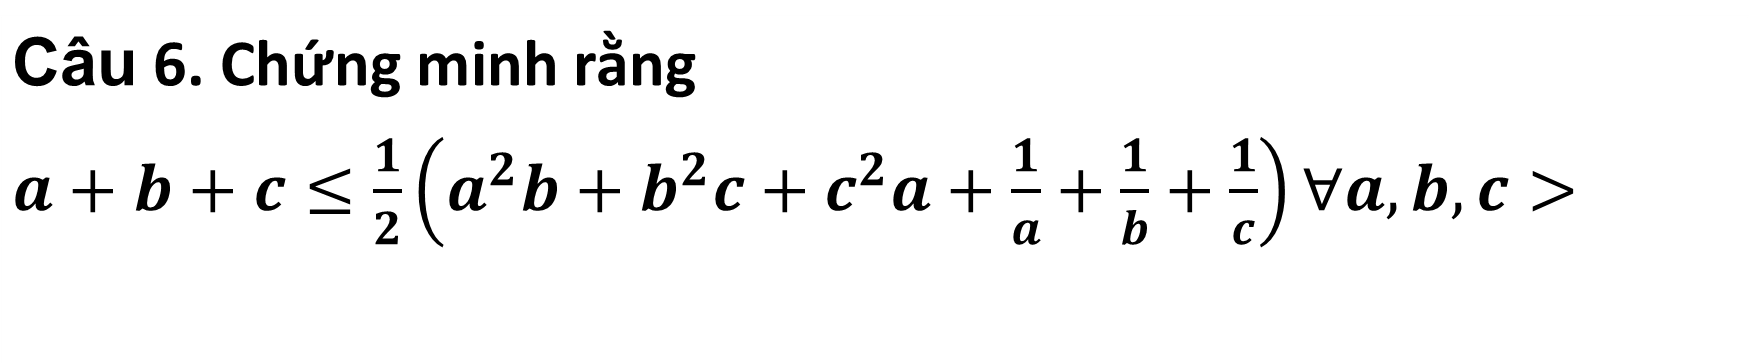 Câu 6. Chứng minh rằng
a + b + c ≤ 1/2 (a²b + b²c + c²a + 1/a + 1/b + 1/c) ∀a, b, c >